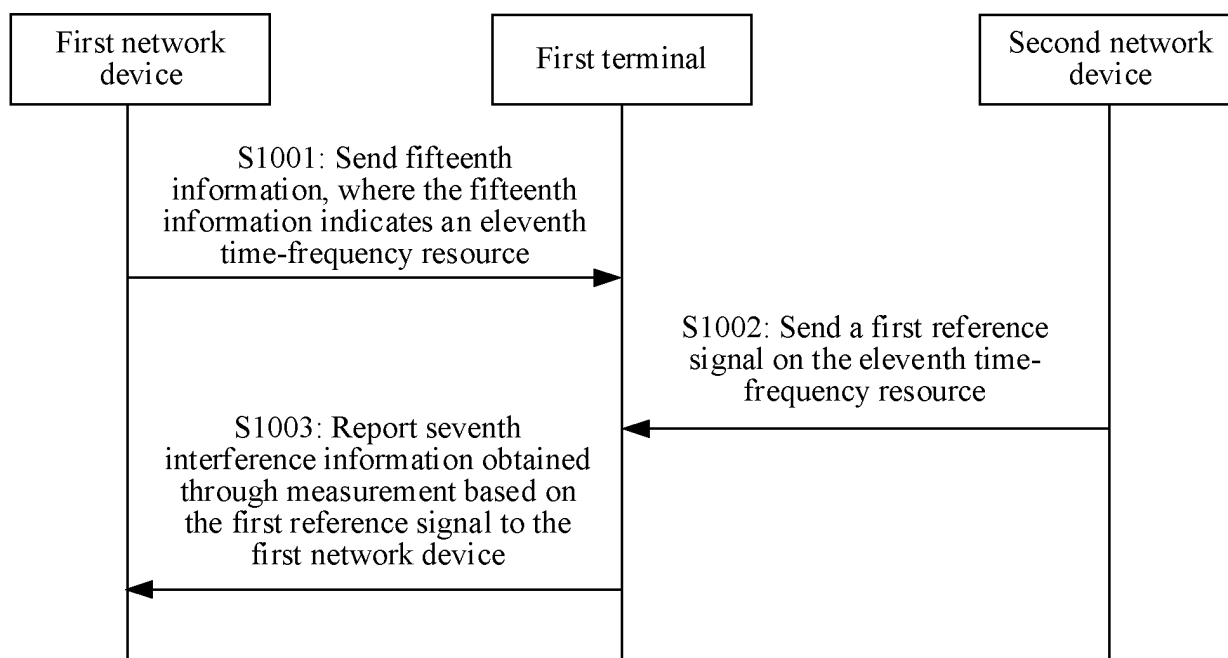 First network
device
First terminal
Second network
device
S1001: Send fifteenth
information, where the fifteenth
information indicates an eleventh
time-frequency resource
S1002: Send a first reference
signal on the eleventh time-
frequency resource
S1003: Report seventh
interference information obtained
through measurement based on
the first reference signal to the
first network device